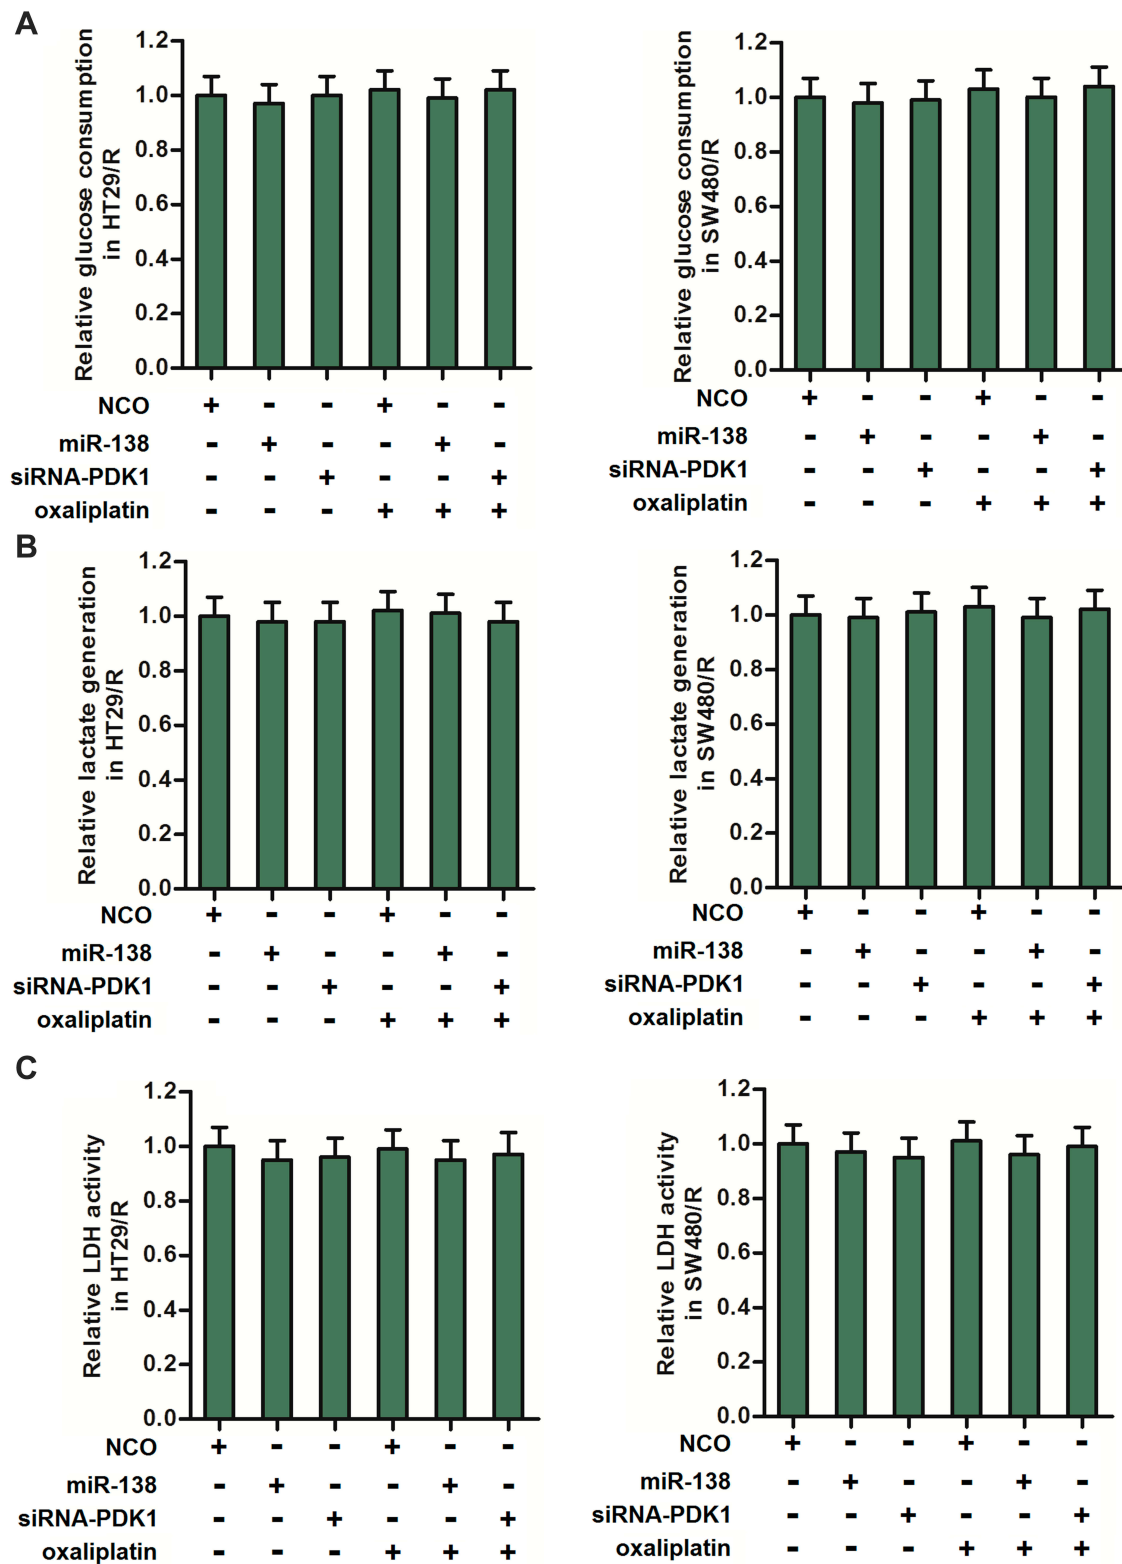 A
Relative glucose consumption
in HT29/R
1.2
1.0
0.8
0.6
0.4
0.2
0.0
NCO + - - + - -
miR-138 - + - - + -
siRNA-PDK1 - - + - - +
oxaliplatin - - - + + +
Relative glucose consumption
in SW480/R
1.2
1.0
0.8
0.6
0.4
0.2
0.0
NCO + - - + - -
miR-138 - + - - + -
siRNA-PDK1 - - + - - +
oxaliplatin - - - + + +
B
Relative lactate generation
in HT29/R
1.2
1.0
0.8
0.6
0.4
0.2
0.0
NCO + - - + - -
miR-138 - + - - + -
siRNA-PDK1 - - + - - +
oxaliplatin - - - + + +
Relative lactate generation
in SW480/R
1.2
1.0
0.8
0.6
0.4
0.2
0.0
NCO + - - + - -
miR-138 - + - - + -
siRNA-PDK1 - - + - - +
oxaliplatin - - - + + +
C
Relative LDH activity
in HT29/R
1.2
1.0
0.8
0.6
0.4
0.2
0.0
NCO + - - + - -
miR-138 - + - - + -
siRNA-PDK1 - - + - - +
oxaliplatin - - - + + +
Relative LDH activity
in SW480/R
1.2
1.0
0.8
0.6
0.4
0.2
0.0
NCO + - - + - -
miR-138 - + - - + -
siRNA-PDK1 - - + - - +
oxaliplatin - - - + + +